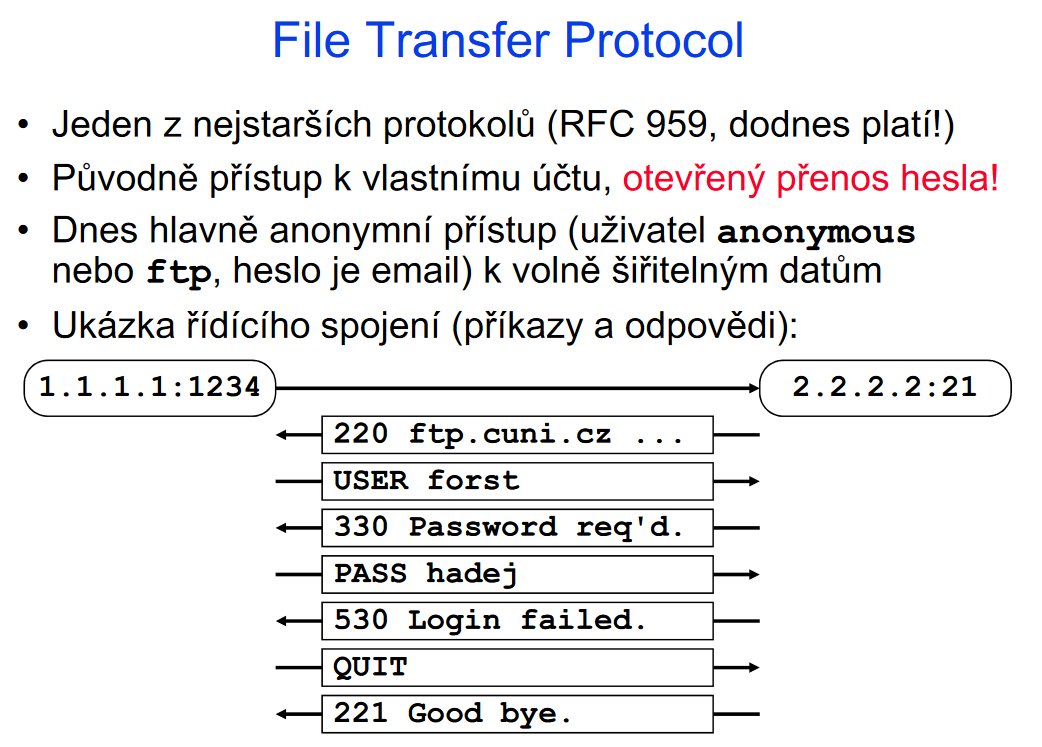 File Transfer Protocol
• Jeden z nejstarších protokolů (RFC 959, dodnes platí!)
• Původně přístup k vlastnímu účtu, otevřený přenos hesla!
• Dnes hlavně anonymní přístup (uživatel anonymous
nebo ftp, heslo je email) k volně šiřitelným datům
• Ukázka řídícího spojení (příkazy a odpovědi):
1.1.1.1:1234 2.2.2.2:21
220 ftp.cuni.cz ...
USER forst
330 Password req'd.
PASS hadej
530 Login failed.
QUIT
221 Good bye.